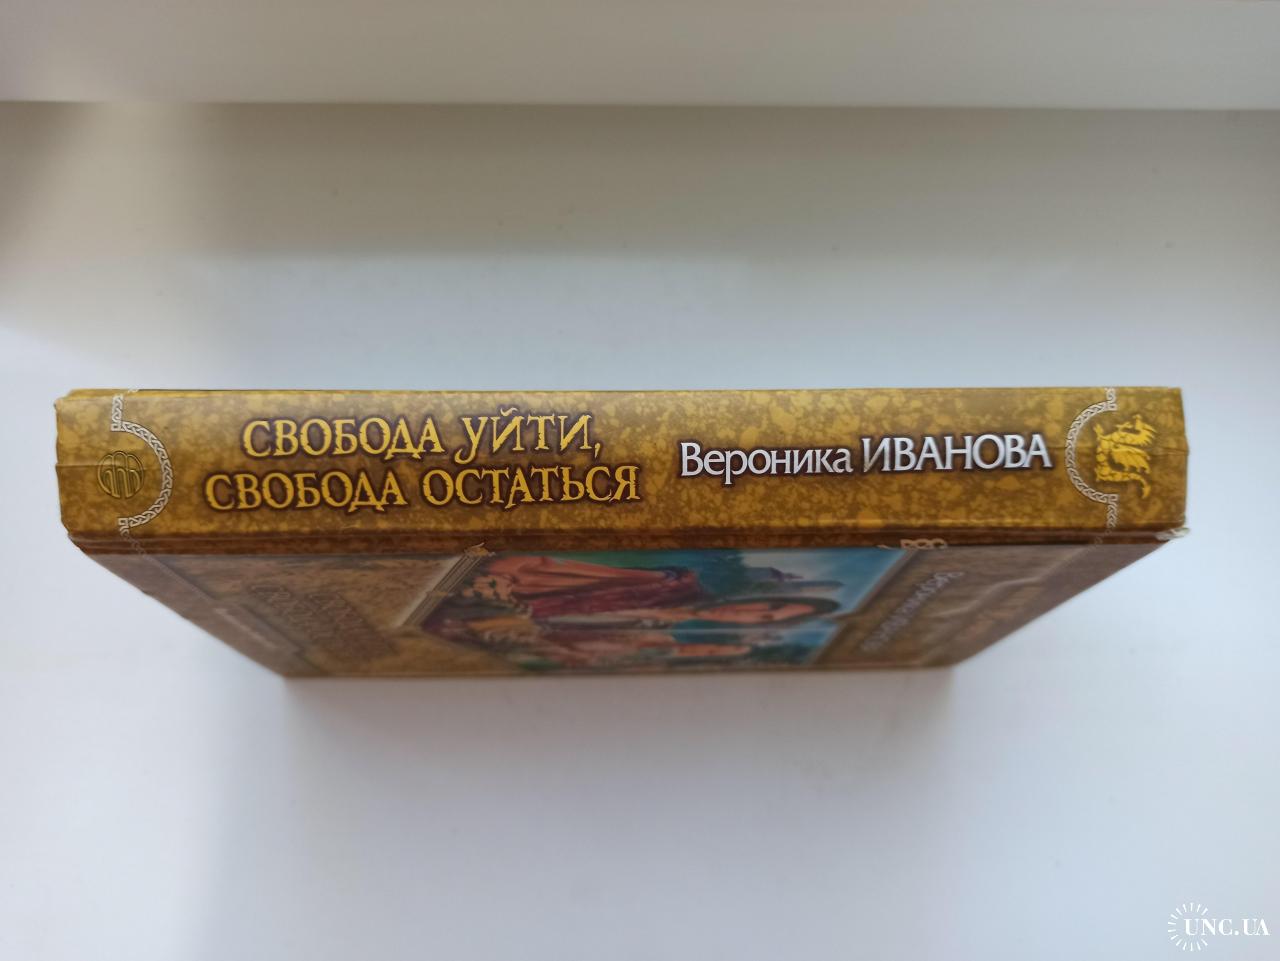 СВОБОДА УЙТИ,
СВОБОДА ОСТАТЬСЯ
Вероника ИВАНОВА
UNC.UA